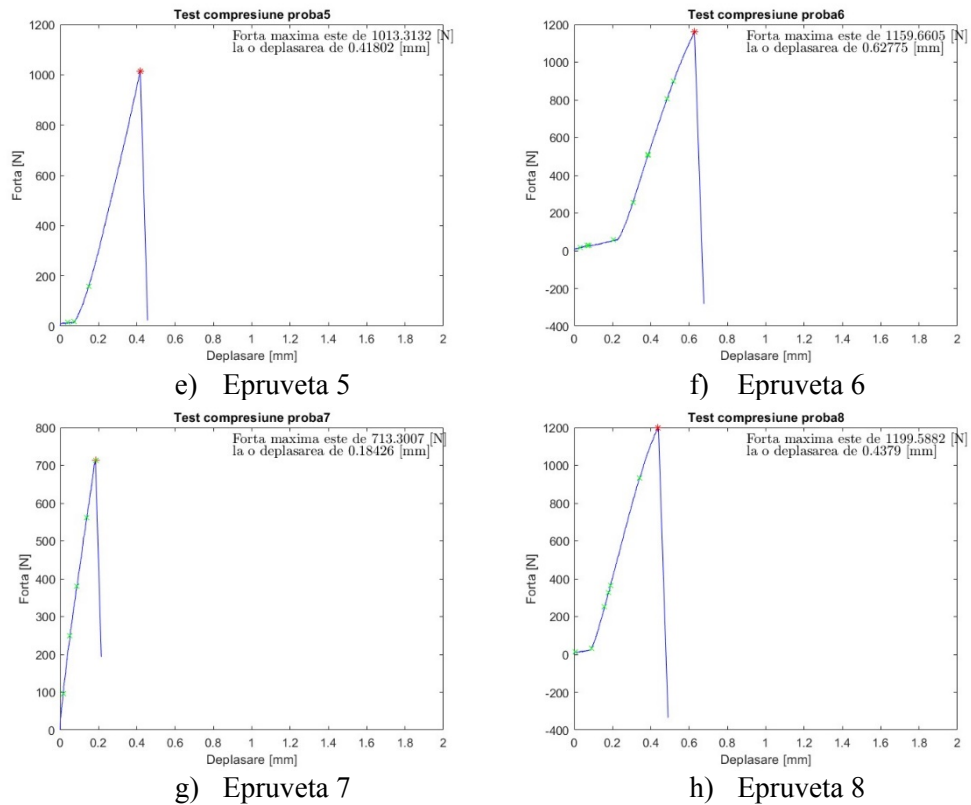 Test compresiune proba5
Forta maxima este de 1013.3132 [N]
la o deplasarea de 0.41802 [mm]
1200
1000
800
600
400
200
0
Forta [N]
0 0.2 0.4 0.6 0.8 1 1.2 1.4 1.6 1.8 2
Deplasare [mm]
e) Epruveta 5
Test compresiune proba6
Forta maxima este de 1159.6605 [N]
la o deplasarea de 0.62775 [mm]
1200
1000
800
600
400
200
0
-200
-400
Forta [N]
0 0.2 0.4 0.6 0.8 1 1.2 1.4 1.6 1.8 2
Deplasare [mm]
f) Epruveta 6
Test compresiune proba7
Forta maxima este de 713.3007 [N]
la o deplasarea de 0.18426 [mm]
800
700
600
500
400
300
200
100
0
Forta [N]
0 0.2 0.4 0.6 0.8 1 1.2 1.4 1.6 1.8 2
Deplasare [mm]
g) Epruveta 7
Test compresiune proba8
Forta maxima este de 1199.5882 [N]
la o deplasarea de 0.4379 [mm]
1200
1000
800
600
400
200
0
-200
-400
Forta [N]
0 0.2 0.4 0.6 0.8 1 1.2 1.4 1.6 1.8 2
Deplasare [mm]
h) Epruveta 8